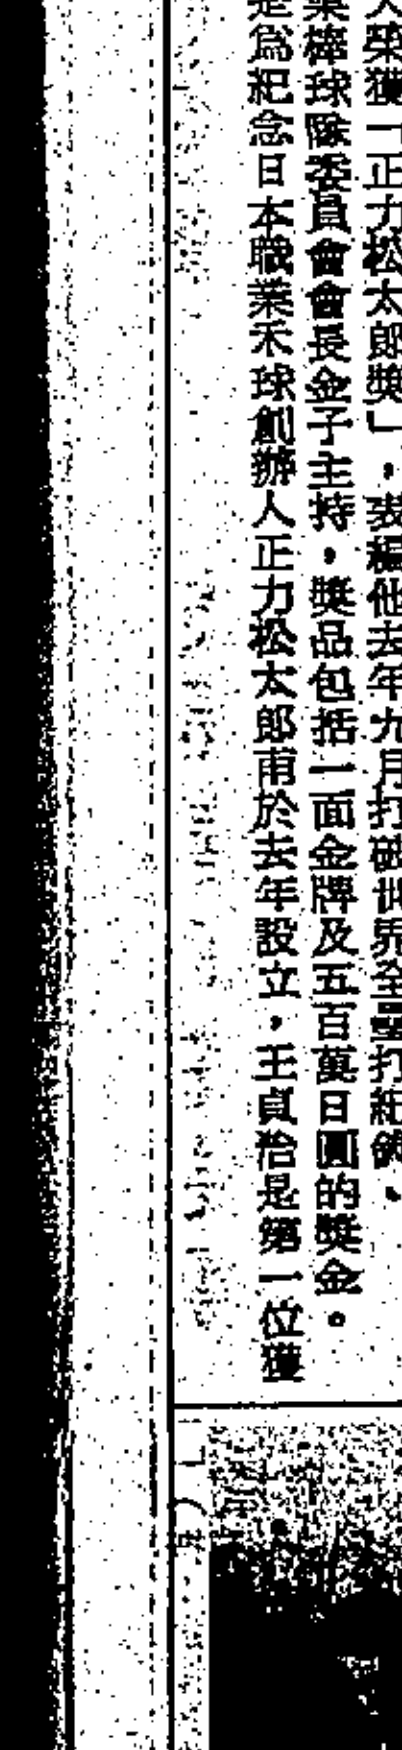 人榮獲「正力松太郎獎」，表揚他去年九月打破世界全壘打紀錄。
業棒球隊委員會會長金子主持，獎品包括一面金牌及五百萬日圓的獎金。
是為紀念日本職業禾球創辦人正力松太郎甫於去年設立，王貞治是第一位獲